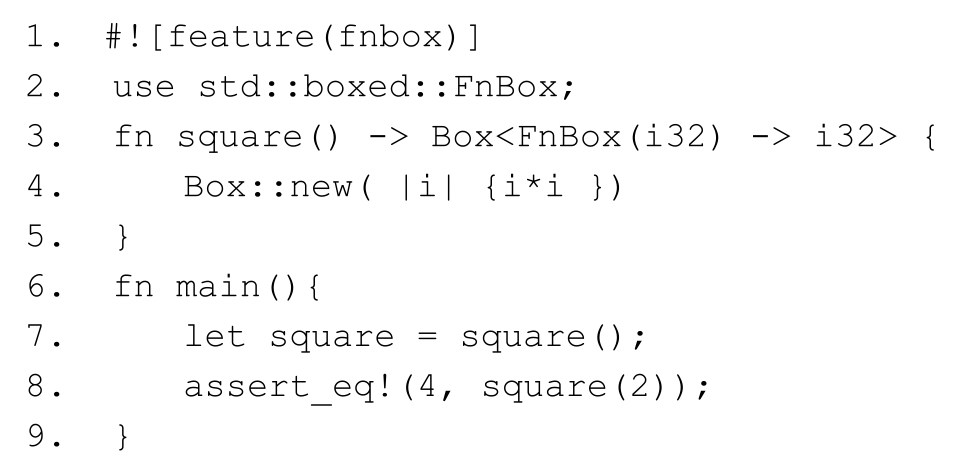 1. #![feature(fnbox)]
2. use std::boxed::FnBox;
3. fn square() -> Box<FnBox(i32) -> i32> {
4. Box::new( |i| {i*i })
5. }
6. fn main(){
7. let square = square();
8. assert_eq!(4, square(2));
9. }